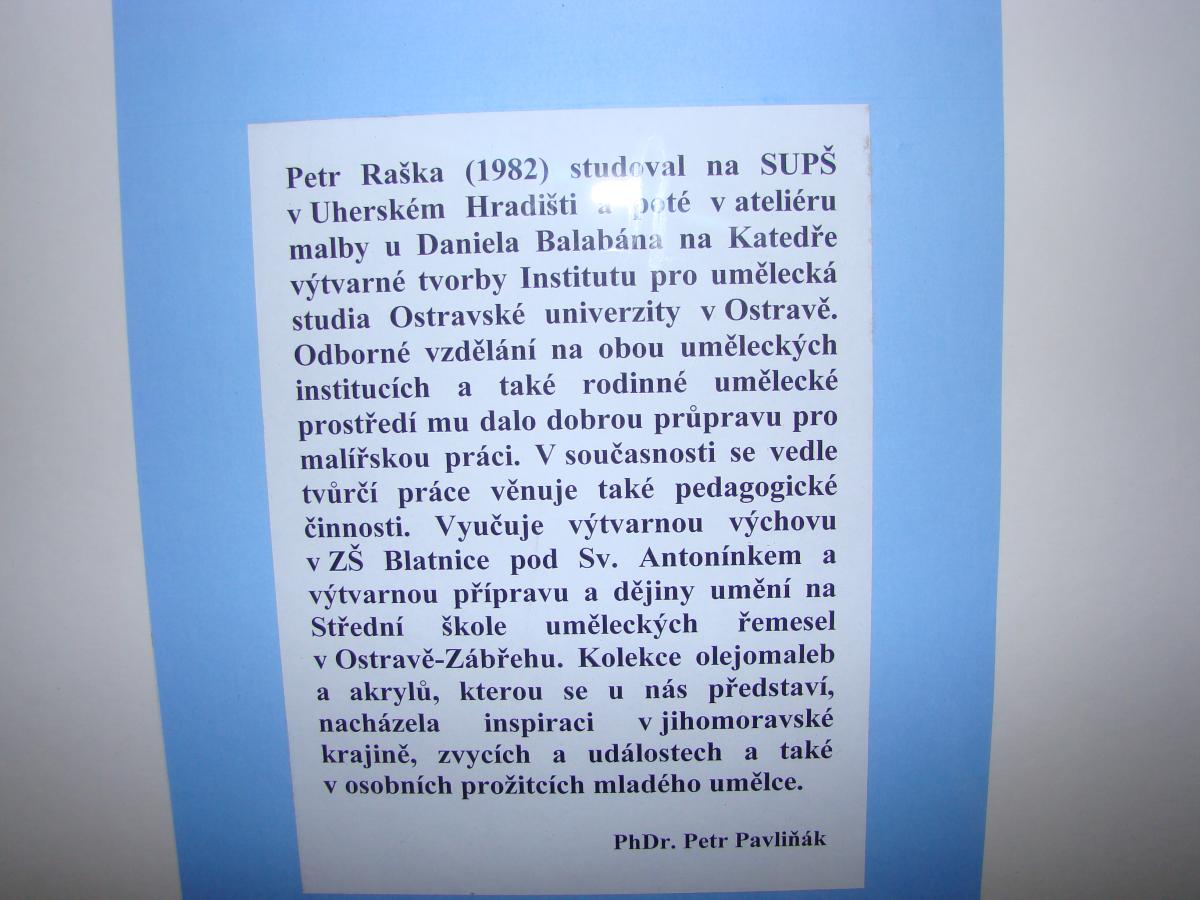 Petr Raška (1982) studoval na SUPŠ
v Uherském Hradišti a poté v ateliéru
malby u Daniela Balabána na Katedře
výtvarné tvorby Institutu pro umělecká
studia Ostravské univerzity v Ostravě.
Odborné vzdělání na obou uměleckých
institucích a také rodinné umělecké
prostředí mu dalo dobrou průpravu pro
malířskou práci. V současnosti se vedle
tvůrčí práce věnuje také pedagogické
činnosti. Vyučuje výtvarnou výchovu
v ZŠ Blatnice pod Sv. Antonínkem a
výtvarnou přípravu a dějiny umění na
Střední škole uměleckých řemesel
v Ostravě-Zábřehu. Kolekce olejomaleb
a akrylů, kterou se u nás představí,
nacházela inspiraci v jihomoravské
krajině, zvycích a událostech a také
v osobních prožitcích mladého umělce.
PhDr. Petr Pavliňák